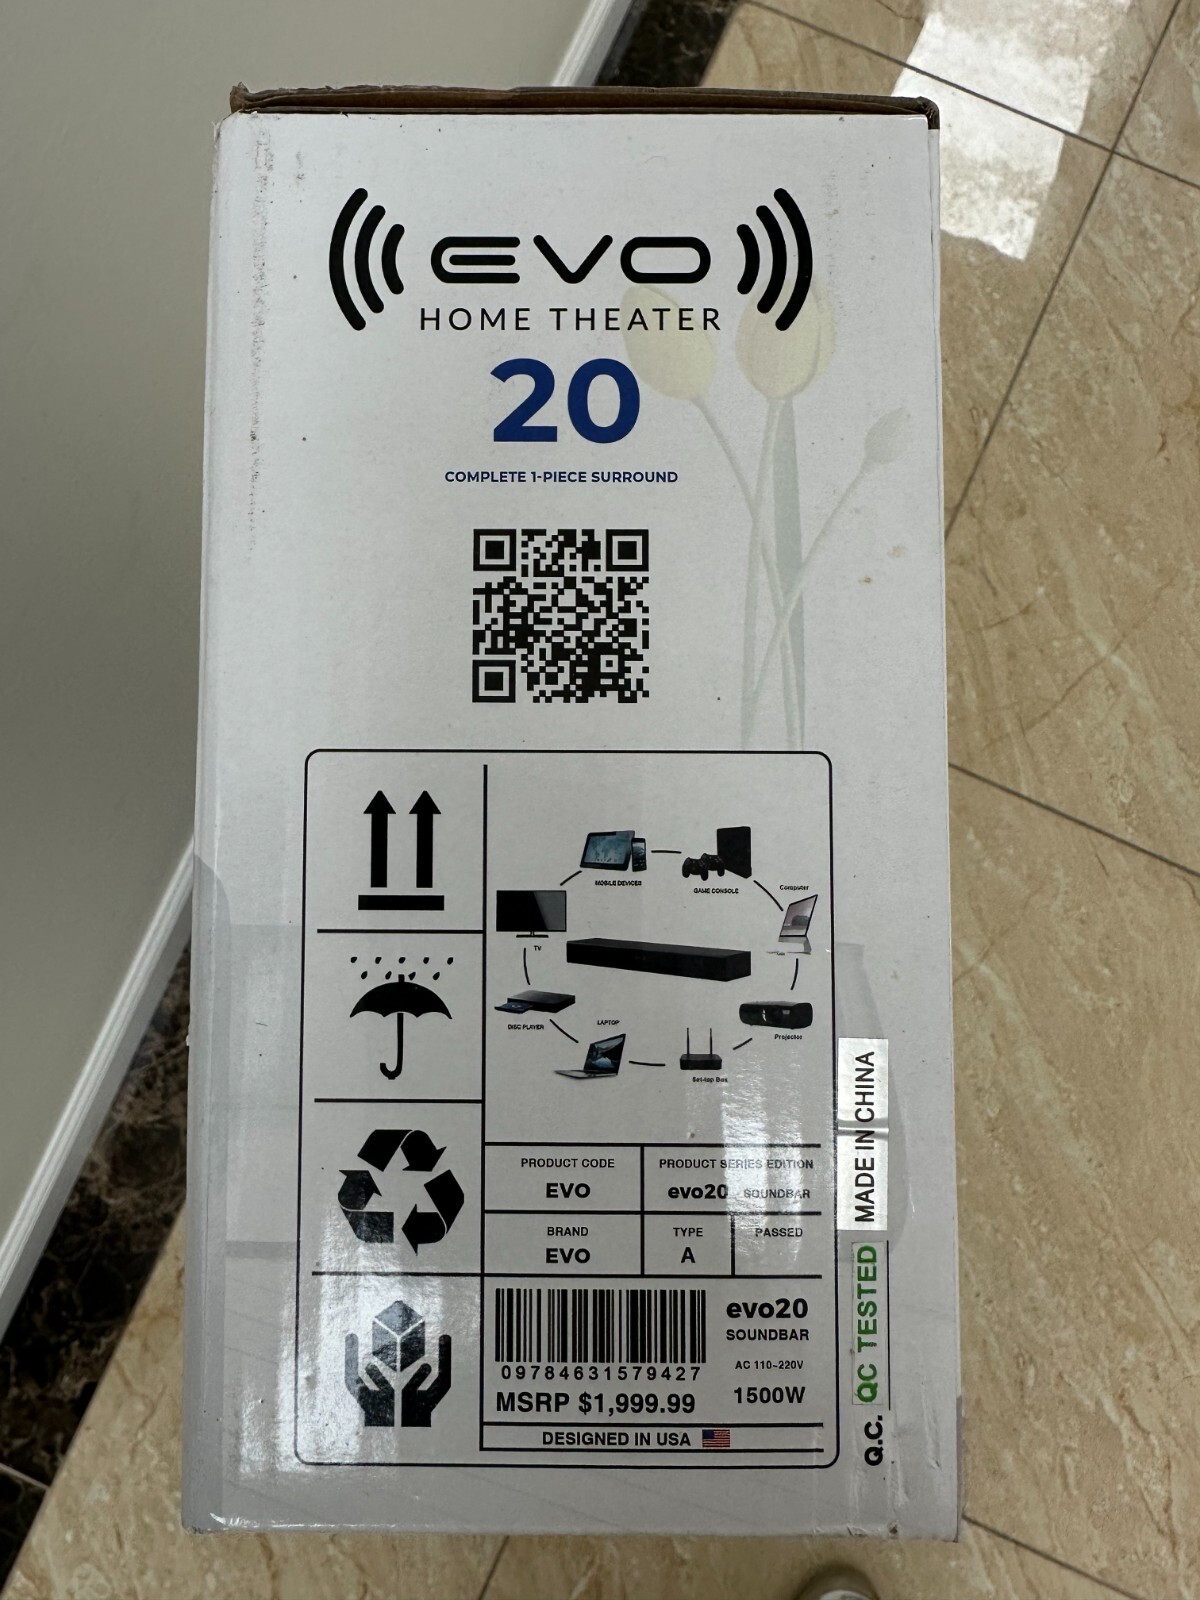 EVO
HOME THEATER
20
COMPLETE 1-PIECE SURROUND
MOBILE DEVICES
GAME CONSOLE
Computer
TV
DISC PLAYER
LAPTOP
Set-top Box
Projector
PRODUCT CODE
EVO
PRODUCT SERIES EDITION
evo20 SOUNDBAR
BRAND
EVO
TYPE
A
PASSED
09784631579427
MSRP $1,999.99
evo20
SOUNDBAR
AC 110~220V
1500W
DESIGNED IN USA
MADE IN CHINA
Q.C. QC TESTED